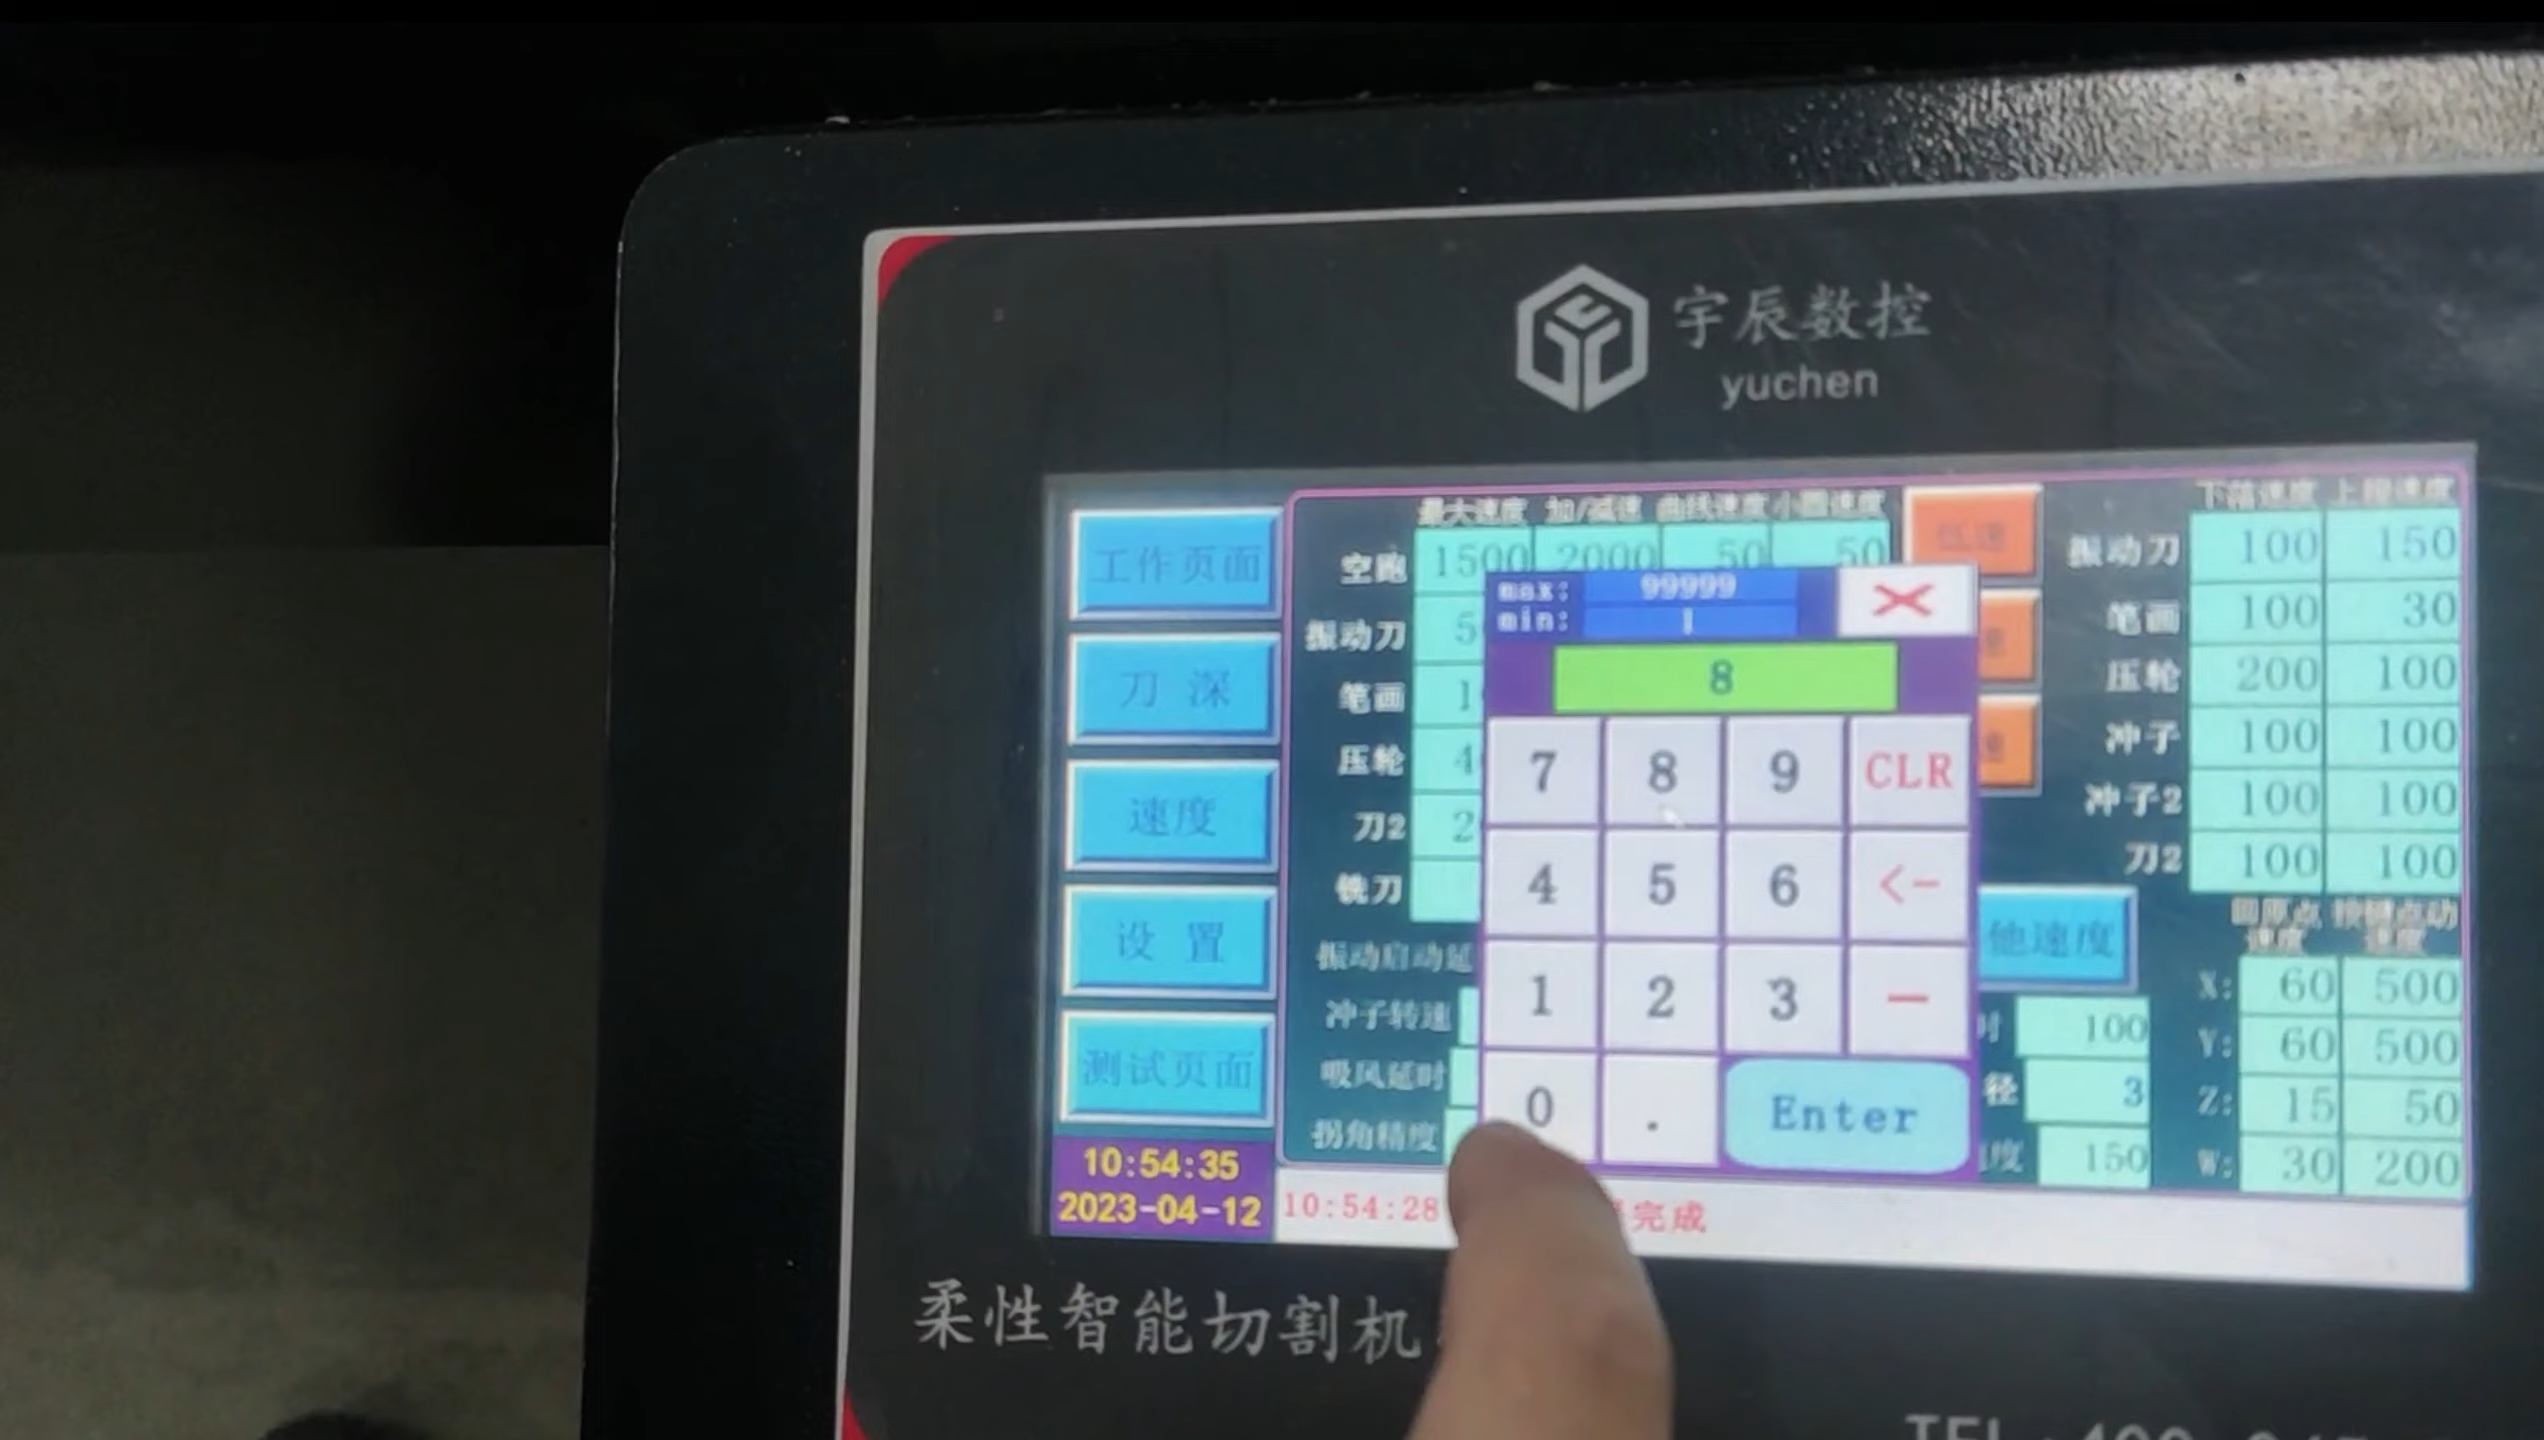 宇辰数控
yuchen
最大速度 加/减速 曲线速度 小圆速度
下落速度 上提速度
工作页面
刀 深
速度
设 置
测试页面
空跑 1500 2000 50 50
振动刀
笔画
压轮
刀2
铣刀
振动启动延
冲子转速
吸风延时
拐角精度
max: 99999
min: 1
8
7 8 9 CLR
4 5 6 <-
1 2 3 -
0 . Enter
振动刀 100 150
笔画 100 30
压轮 200 100
冲子 100 100
冲子2 100 100
刀2 100 100
他速度
回原点速度 按键点动速度
时 100
径 3
度 150
X: 60 500
Y: 60 500
Z: 15 50
W: 30 200
10:54:35
2023-04-12
10:54:28
完成
柔性智能切割机